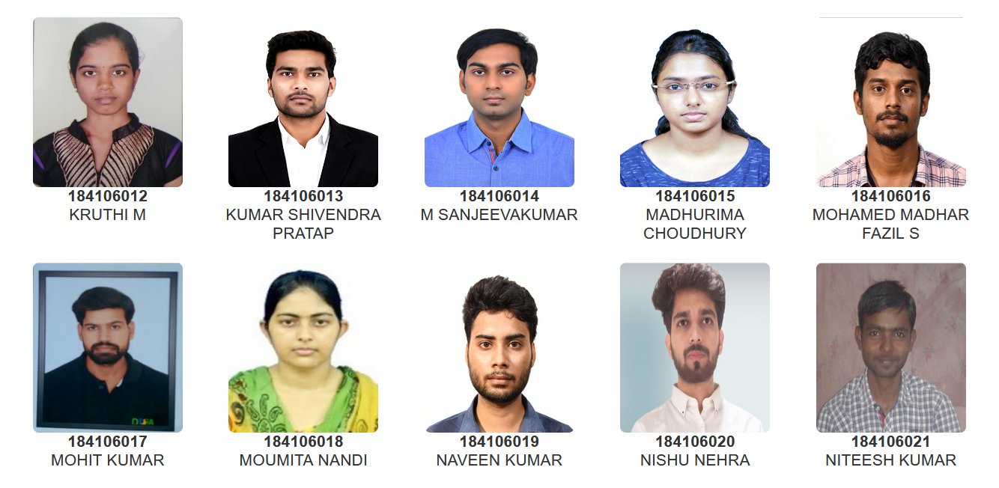 184106012
KRUTHI M
184106013
KUMAR SHIVENDRA
PRATAP
184106014
M SANJEEVAKUMAR
184106015
MADHURIMA
CHOUDHURY
184106016
MOHAMED MADHAR
FAZIL S
184106017
MOHIT KUMAR
184106018
MOUMITA NANDI
184106019
NAVEEN KUMAR
184106020
NISHU NEHRA
184106021
NITEESH KUMAR